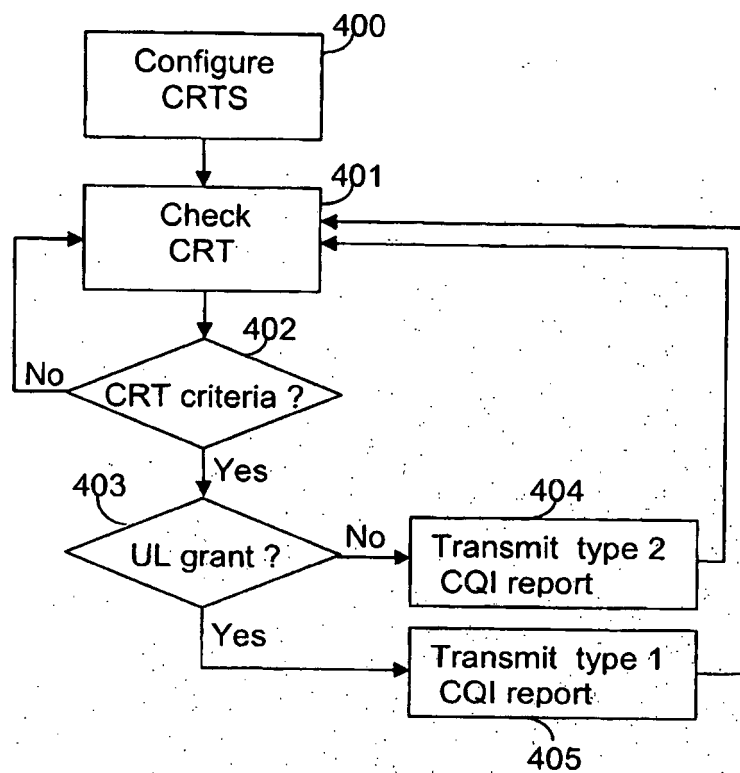 400
Configure
CRTS
401
Check
CRT
402
No
CRT criteria ?
Yes
403
404
UL grant ?
No
Transmit type 2
CQI report
Yes
Transmit type 1
CQI report
405